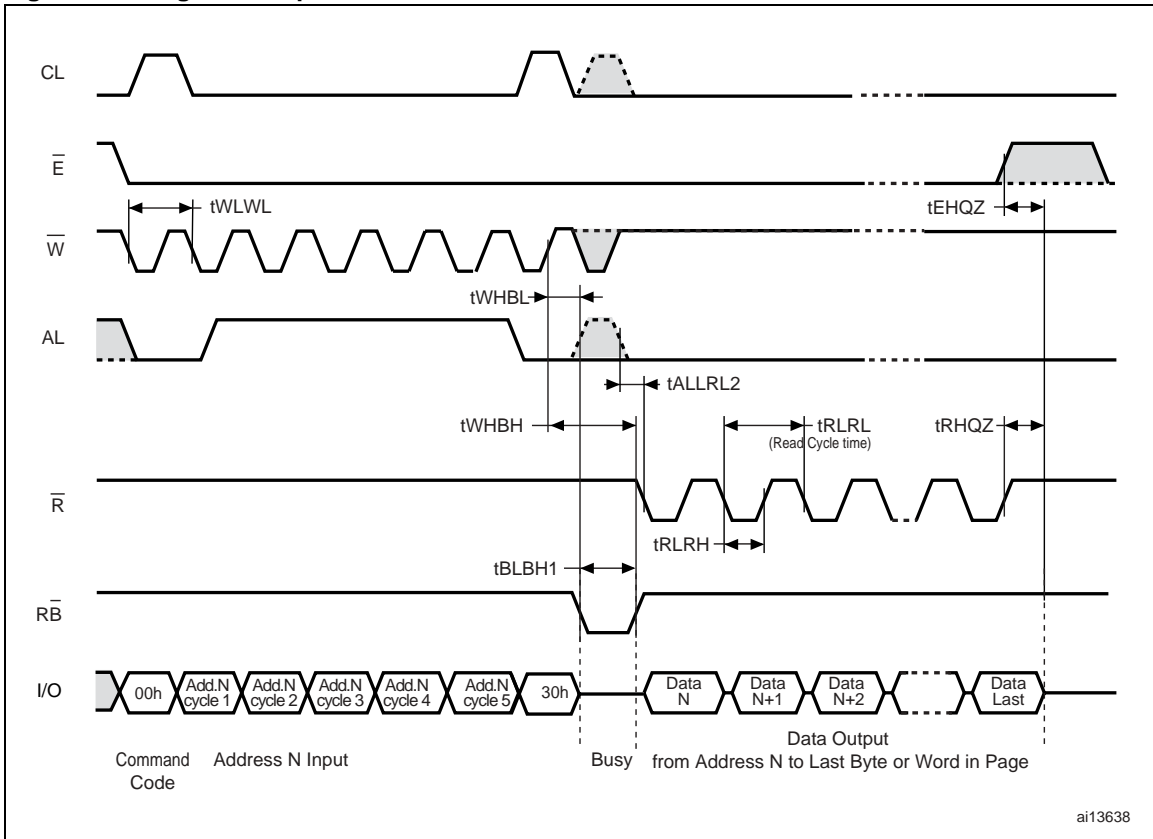 CL
E
tWLWL
tEHQZ
W
tWHBL
AL
tALLRL2
tWHBH
tRLRL
(Read Cycle time)
tRHQZ
R
tRLRH
tBLBH1
RB
I/O
00h
Add.N
cycle 1
Add.N
cycle 2
Add.N
cycle 3
Add.N
cycle 4
Add.N
cycle 5
30h
Data
N
Data
N+1
Data
N+2
Data
Last
Command
Code
Address N Input
Busy
Data Output
from Address N to Last Byte or Word in Page
ai13638